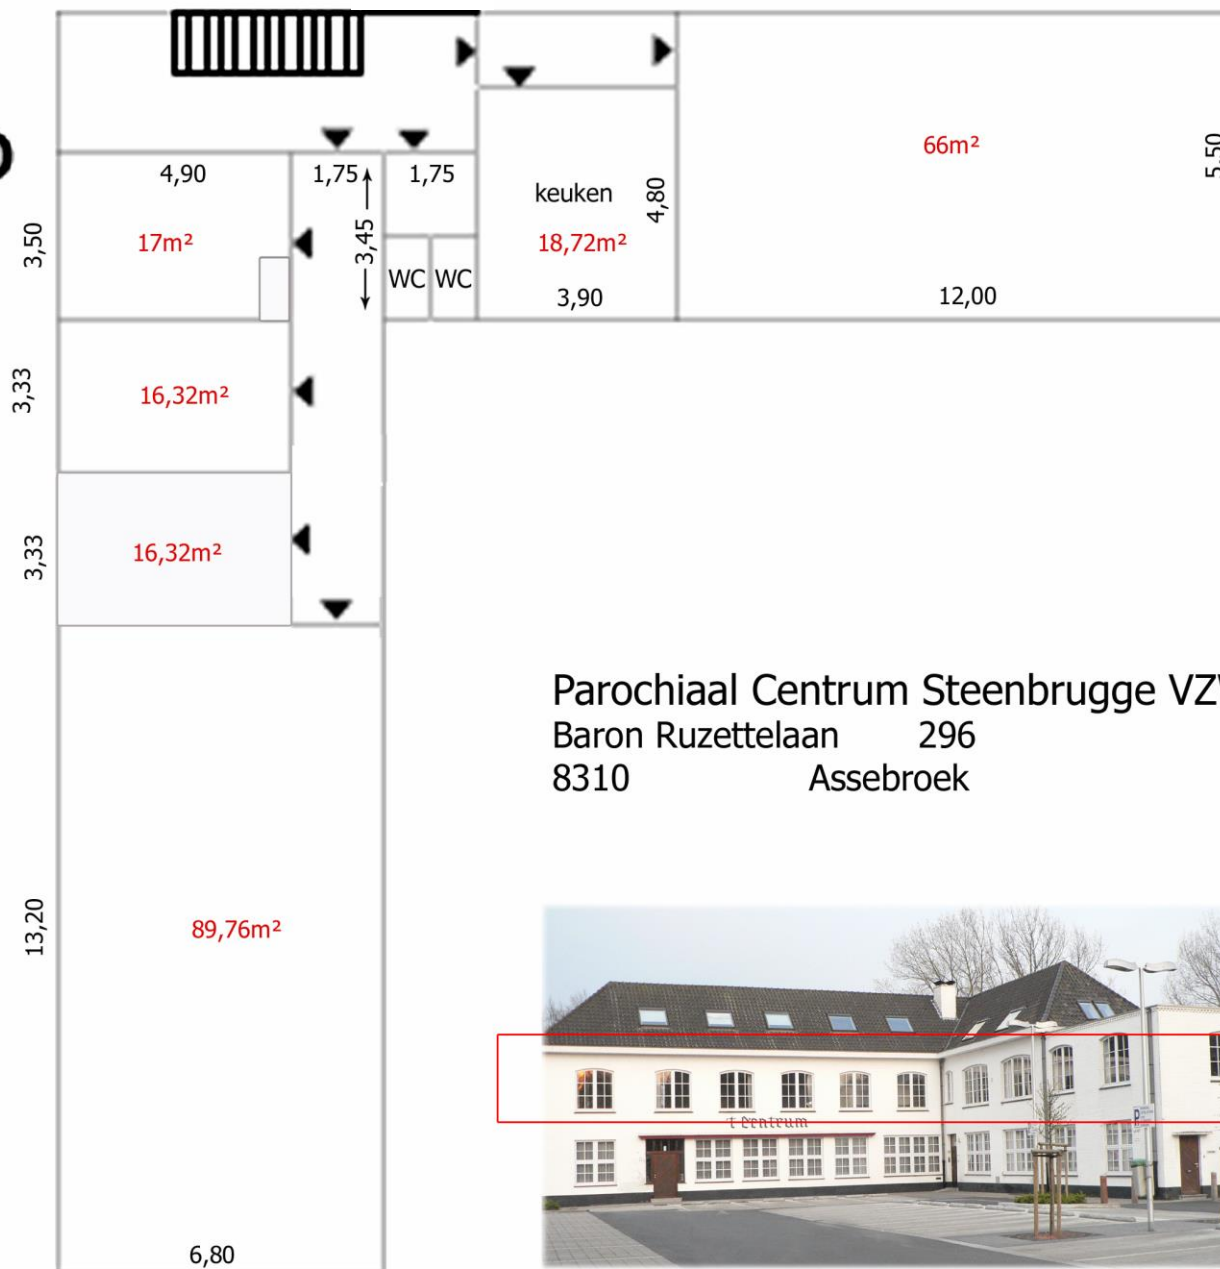 66m²
5,50
4,90
1,75
1,75
keuken
4,80
3,50
17m²
3,45
18,72m²
WC
WC
3,90
12,00
3,33
16,32m²
3,33
16,32m²
Parochiaal Centrum Steenbrugge
Baron Ruzettelaan 296
8310 Assebroek
13,20
89,76m²
't Centrum
P
6,80